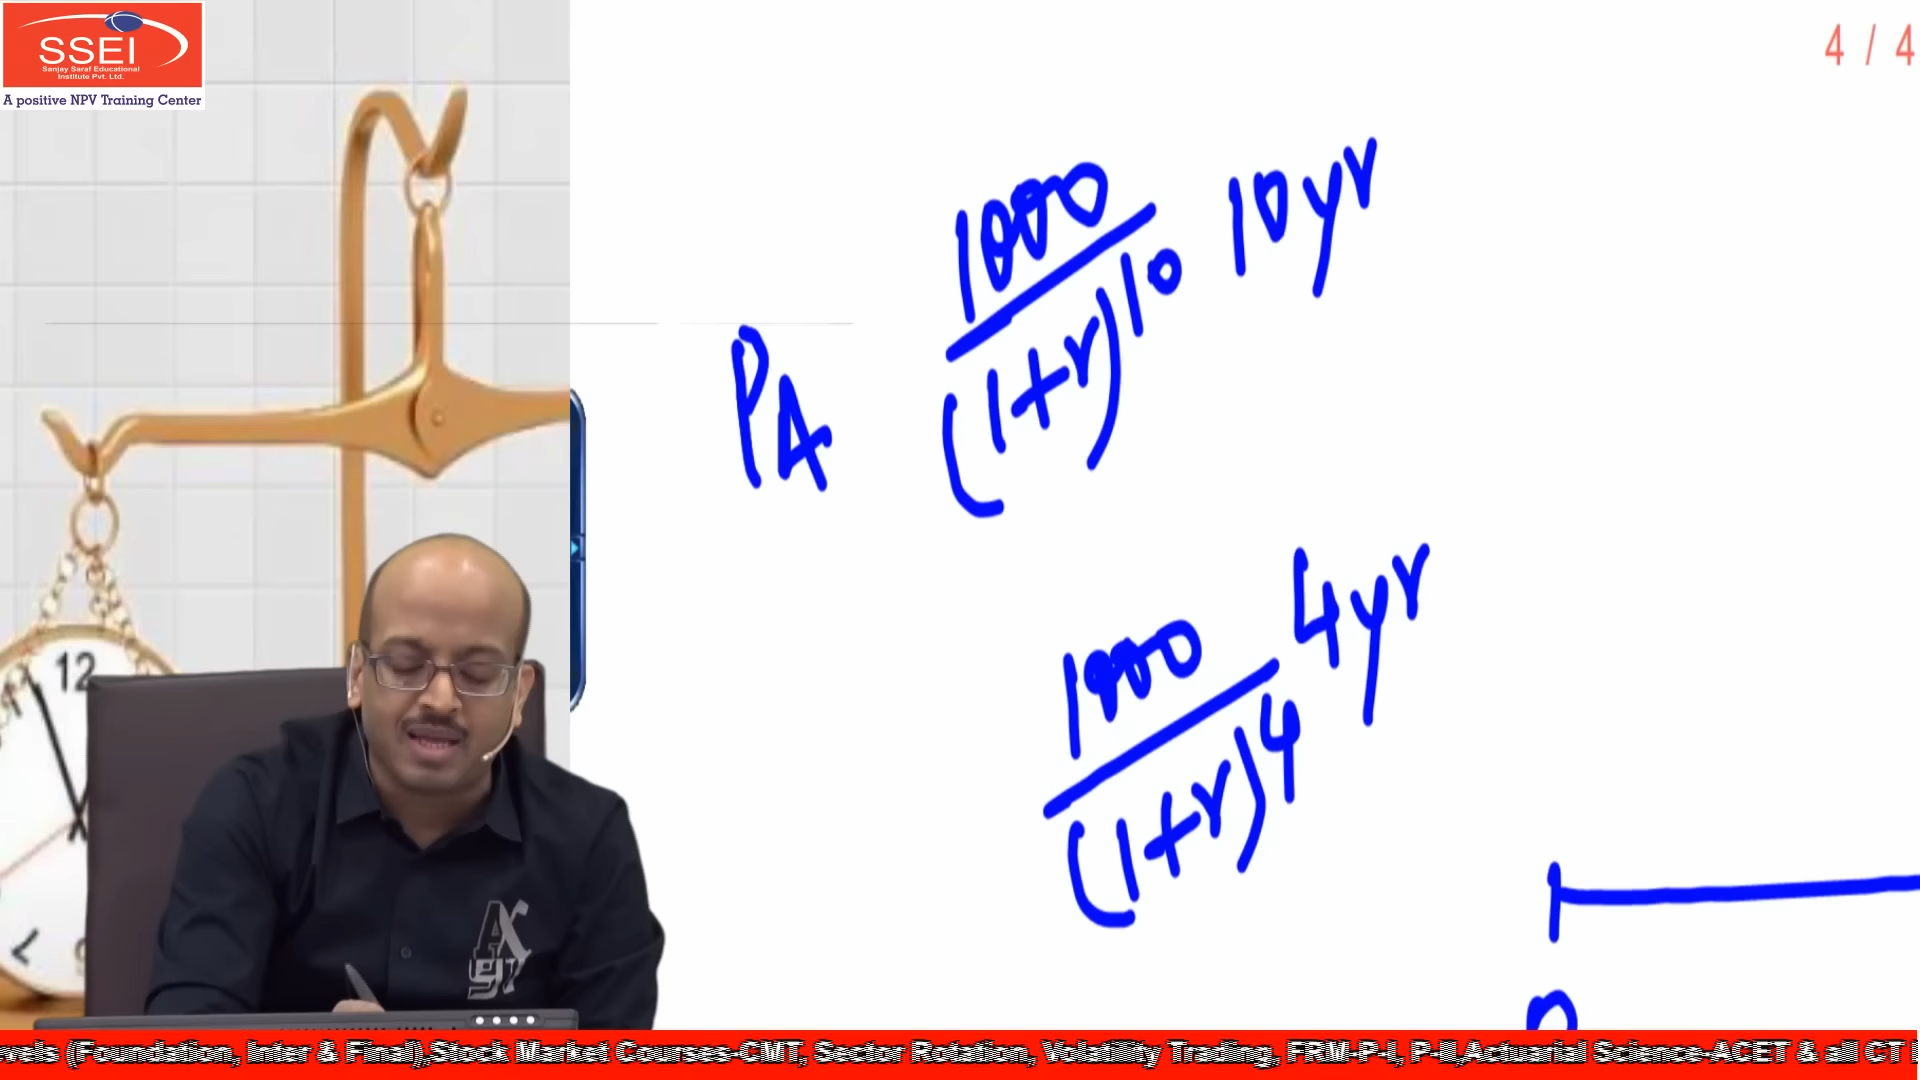 SSEI
Sanjay Saraf Educational
Institute Pvt. Ltd.
A positive NPV Training Center
4 / 4
1000 10yr
(1+r)10
PA
1000 4yr
(1+r)4
0
12
evels (Foundation, Inter & Final),Stock Market Courses-CMT, Sector Rotation, Volatility Trading, FRM-P-I, P-II,Actuarial Science-ACET & all CT